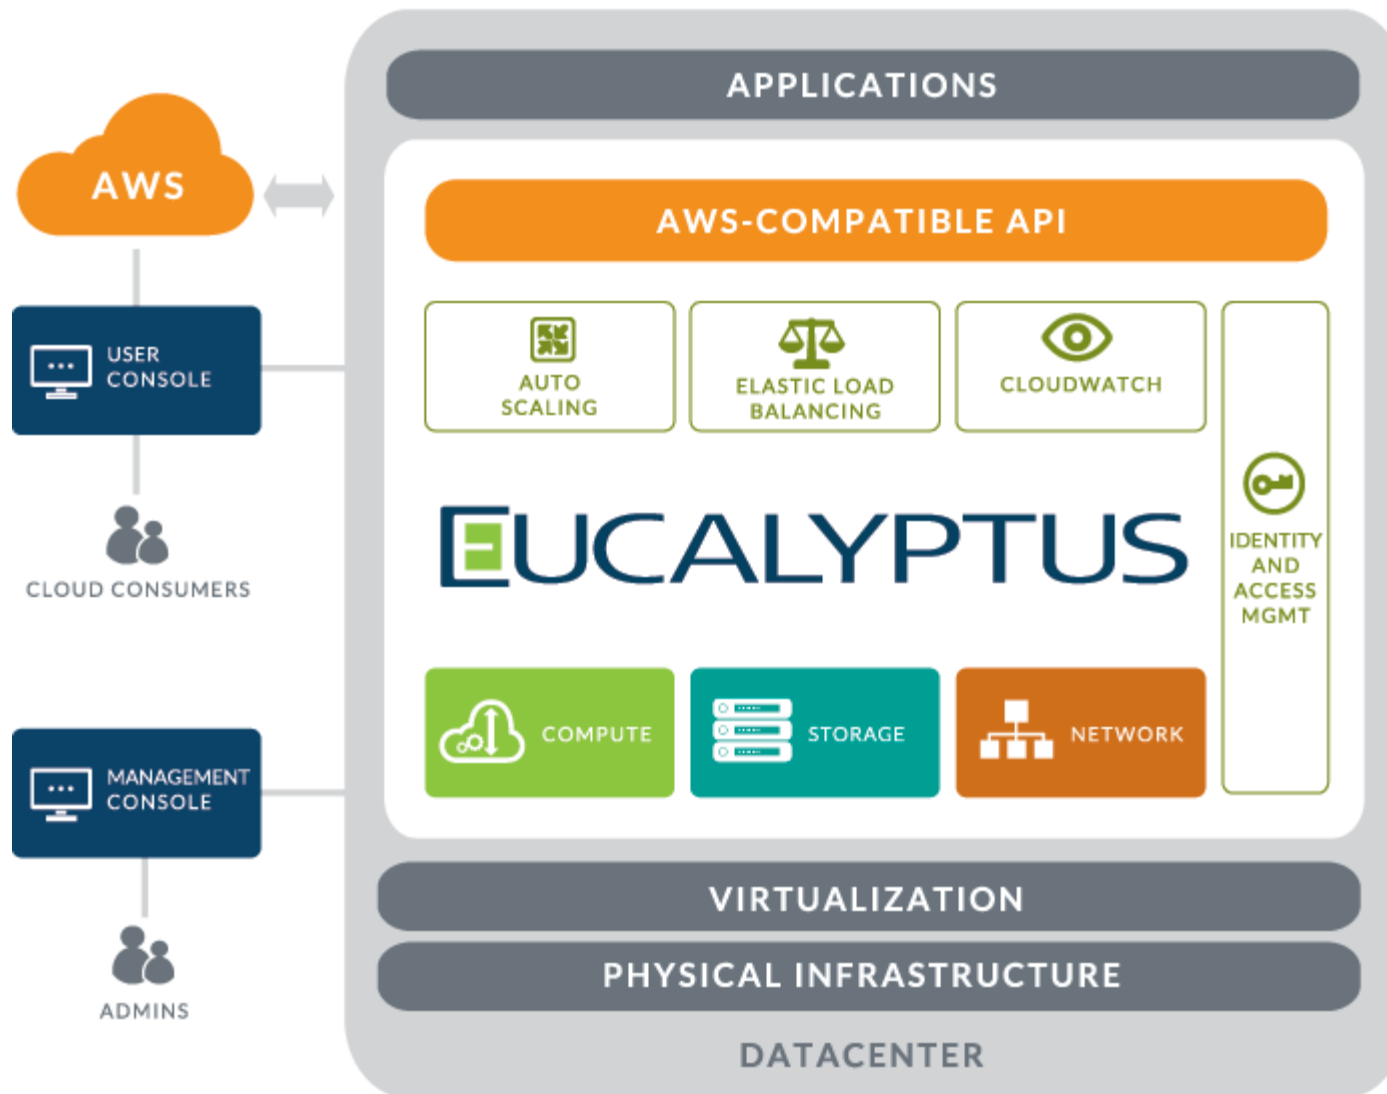 APPLICATIONS
AWS
AWS-COMPATIBLE API
USER
CONSOLE
AUTO
SCALING
ELASTIC LOAD
BALANCING
CLOUDWATCH
CLOUD CONSUMERS
EUCALYPTUS
IDENTITY
AND
ACCESS
MGMT
COMPUTE
STORAGE
NETWORK
MANAGEMENT
CONSOLE
ADMINS
VIRTUALIZATION
PHYSICAL INFRASTRUCTURE
DATACENTER